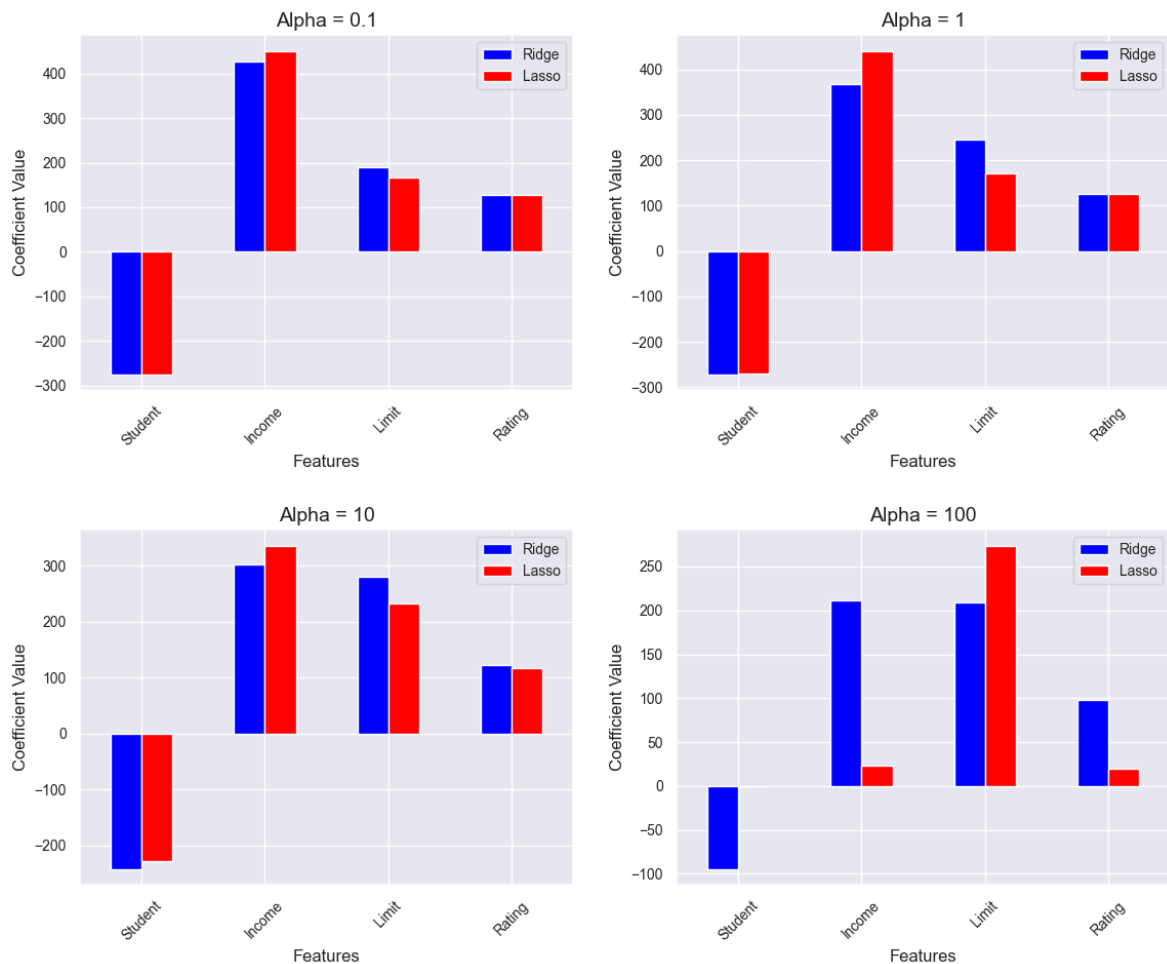 Alpha = 0.1
Ridge
Lasso
400
300
200
100
0
−100
−200
−300
Coefficient Value
Student
Income
Limit
Rating
Features
Alpha = 1
Ridge
Lasso
400
300
200
100
0
−100
−200
−300
Coefficient Value
Student
Income
Limit
Rating
Features
Alpha = 10
Ridge
Lasso
300
200
100
0
−100
−200
Coefficient Value
Student
Income
Limit
Rating
Features
Alpha = 100
Ridge
Lasso
250
200
150
100
50
0
−50
−100
Coefficient Value
Student
Income
Limit
Rating
Features